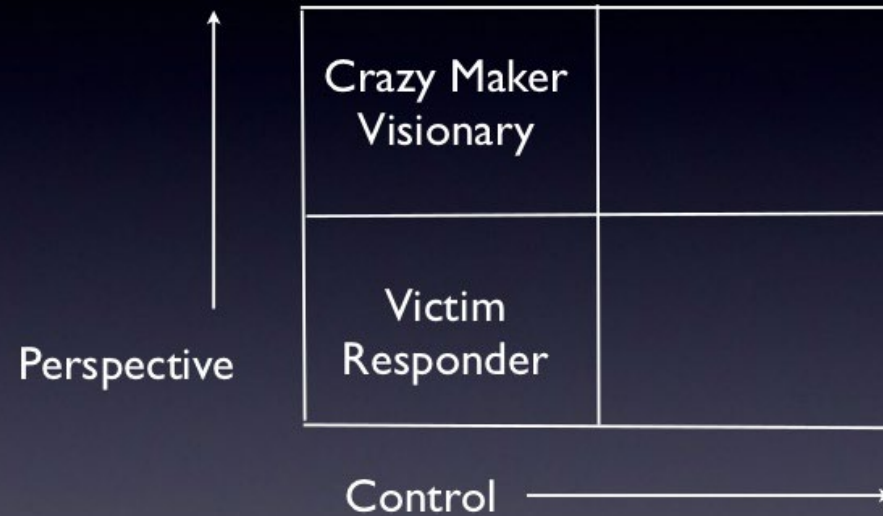 Crazy Maker
Visionary
Victim
Responder
Perspective
Control